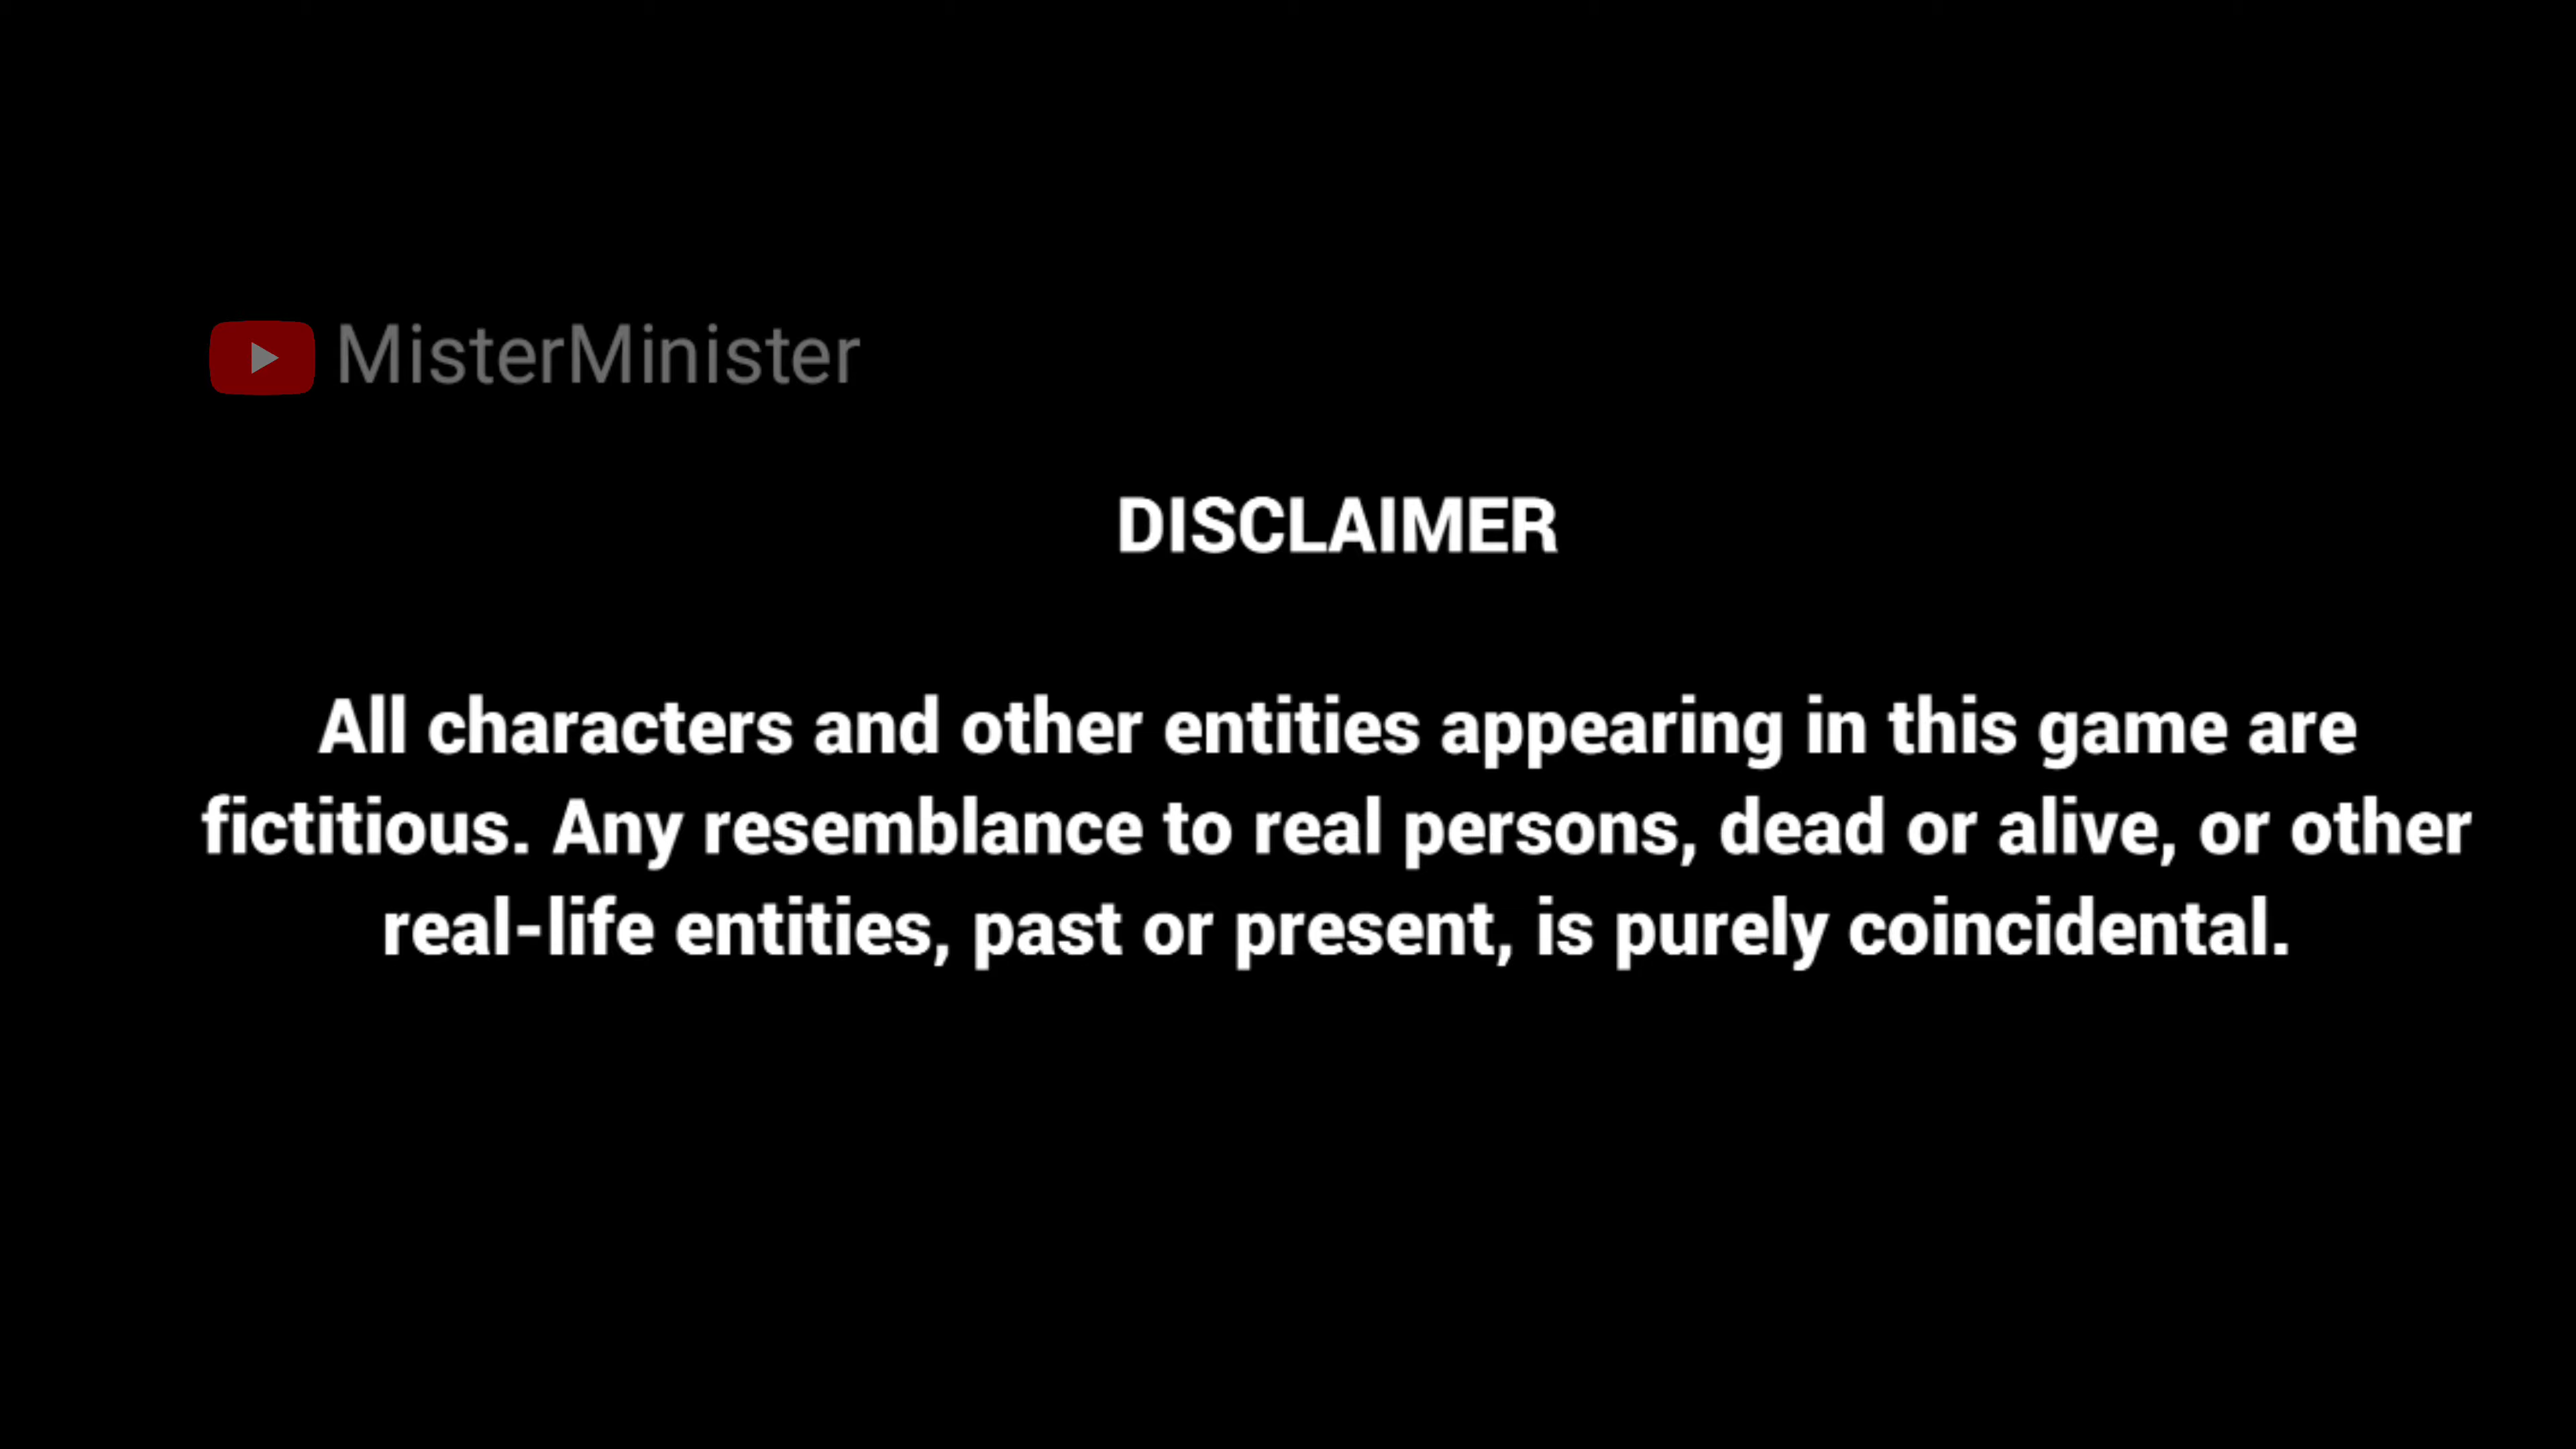 MisterMinister
DISCLAIMER
All characters and other entities appearing in this game are
fictitious. Any resemblance to real persons, dead or alive, or other
real-life entities, past or present, is purely coincidental.